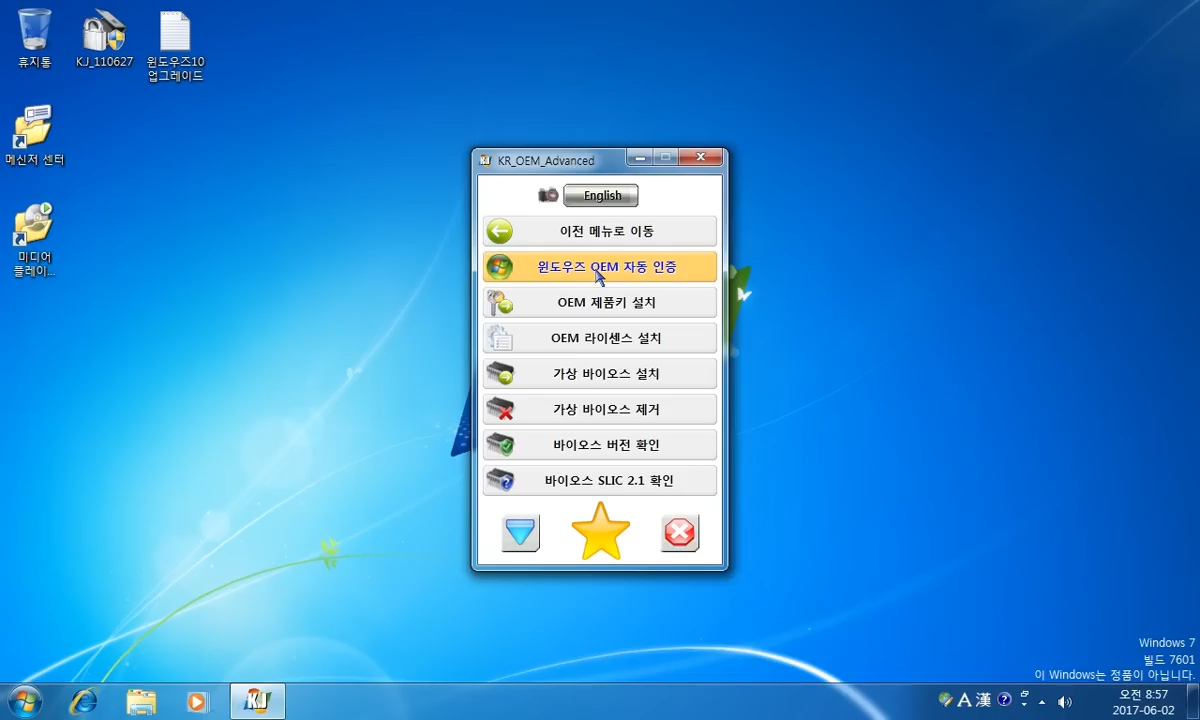 휴지통
KJ_110627
윈도우즈10
업그레이드
메신저 센터
미디어
플레이...
KR_OEM_Advanced
English
이전 메뉴로 이동
윈도우즈 OEM 자동 인증
OEM 제품키 설치
OEM 라이센스 설치
가상 바이오스 설치
가상 바이오스 제거
바이오스 버전 확인
바이오스 SLIC 2.1 확인
Windows 7
빌드 7601
이 Windows는 정품이 아닙니다.
KJ
A 漢
오전 8:57
2017-06-02